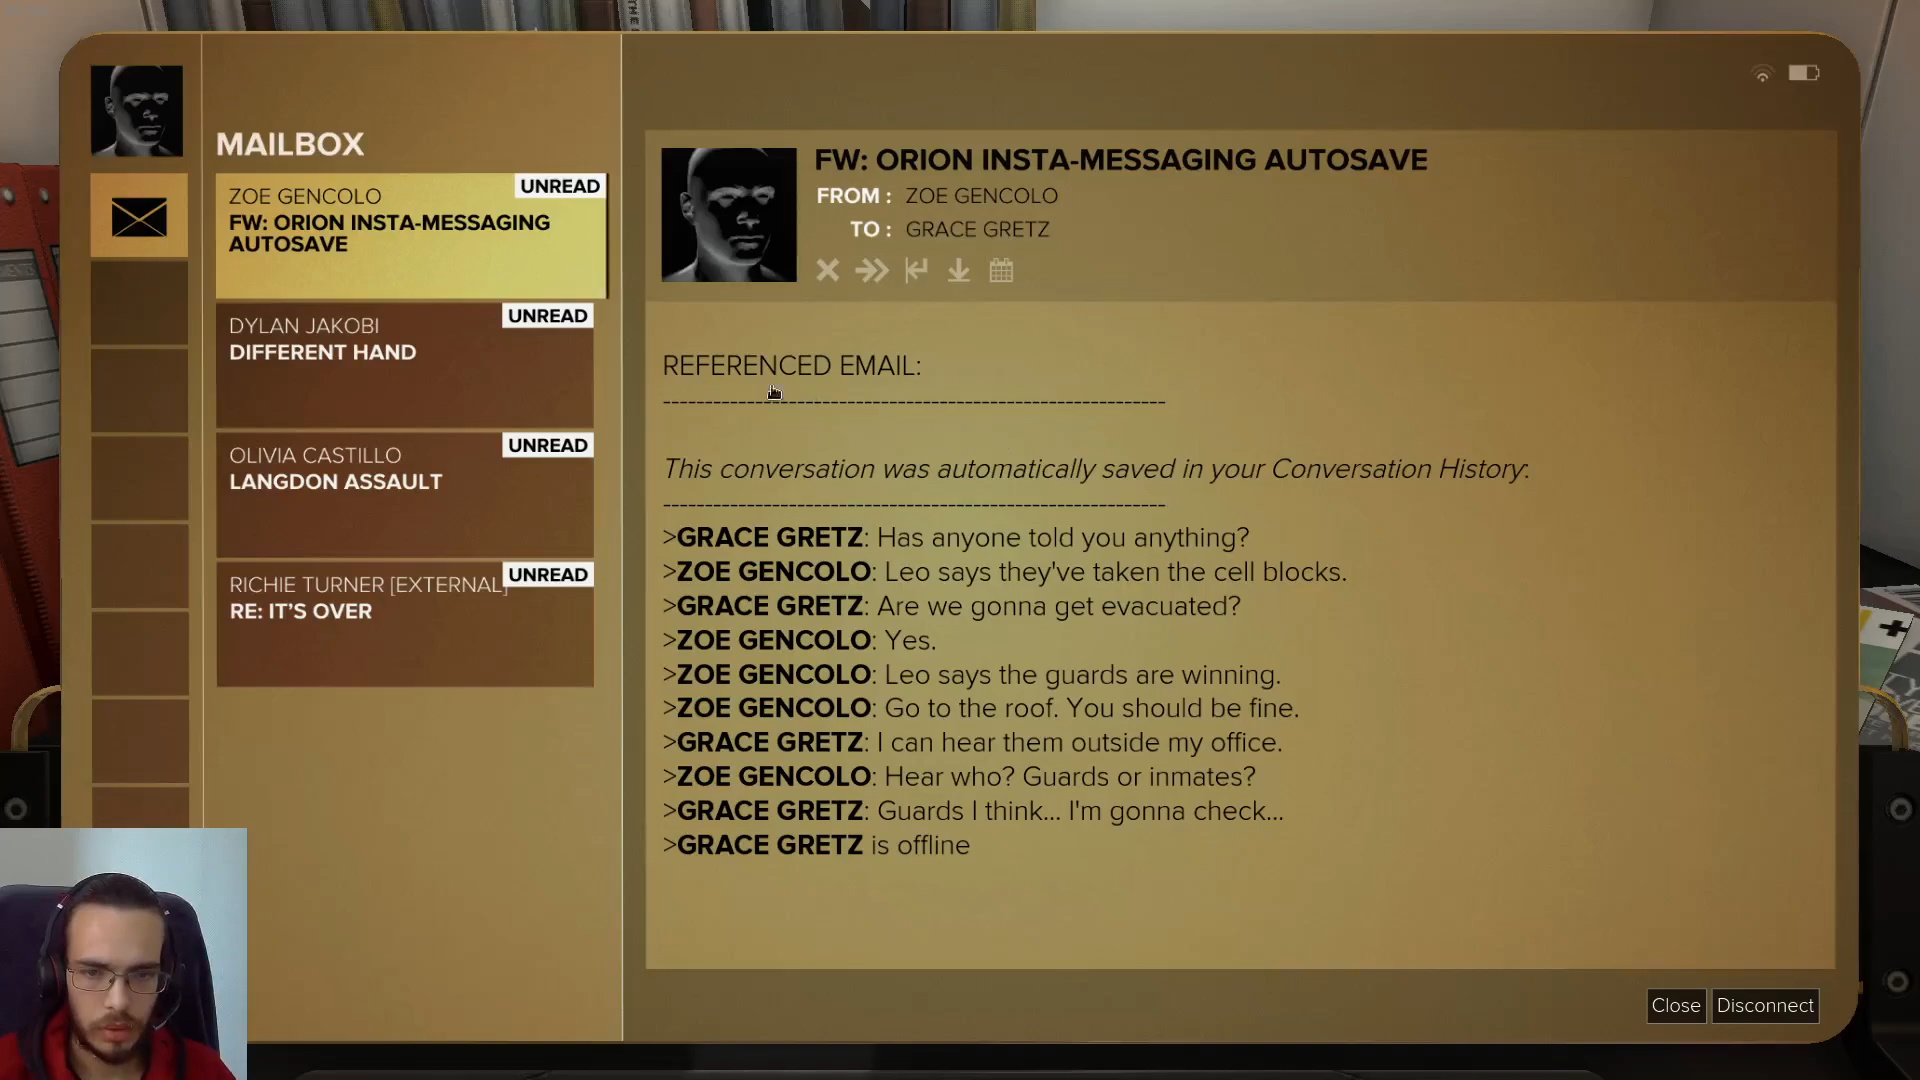 MAILBOX
ZOE GENCOLO
UNREAD
FW: ORION INSTA-MESSAGING
AUTOSAVE
DYLAN JAKOBI
UNREAD
DIFFERENT HAND
OLIVIA CASTILLO
UNREAD
LANGDON ASSAULT
RICHIE TURNER [EXTERNAL]
UNREAD
RE: IT'S OVER
FW: ORION INSTA-MESSAGING AUTOSAVE
FROM : ZOE GENCOLO
TO : GRACE GRETZ
REFERENCED EMAIL:
------------------------------------------------------------
This conversation was automatically saved in your Conversation History:
------------------------------------------------------------
>GRACE GRETZ: Has anyone told you anything?
>ZOE GENCOLO: Leo says they've taken the cell blocks.
>GRACE GRETZ: Are we gonna get evacuated?
>ZOE GENCOLO: Yes.
>ZOE GENCOLO: Leo says the guards are winning.
>ZOE GENCOLO: Go to the roof. You should be fine.
>GRACE GRETZ: I can hear them outside my office.
>ZOE GENCOLO: Hear who? Guards or inmates?
>GRACE GRETZ: Guards I think... I'm gonna check...
>GRACE GRETZ is offline
Close
Disconnect